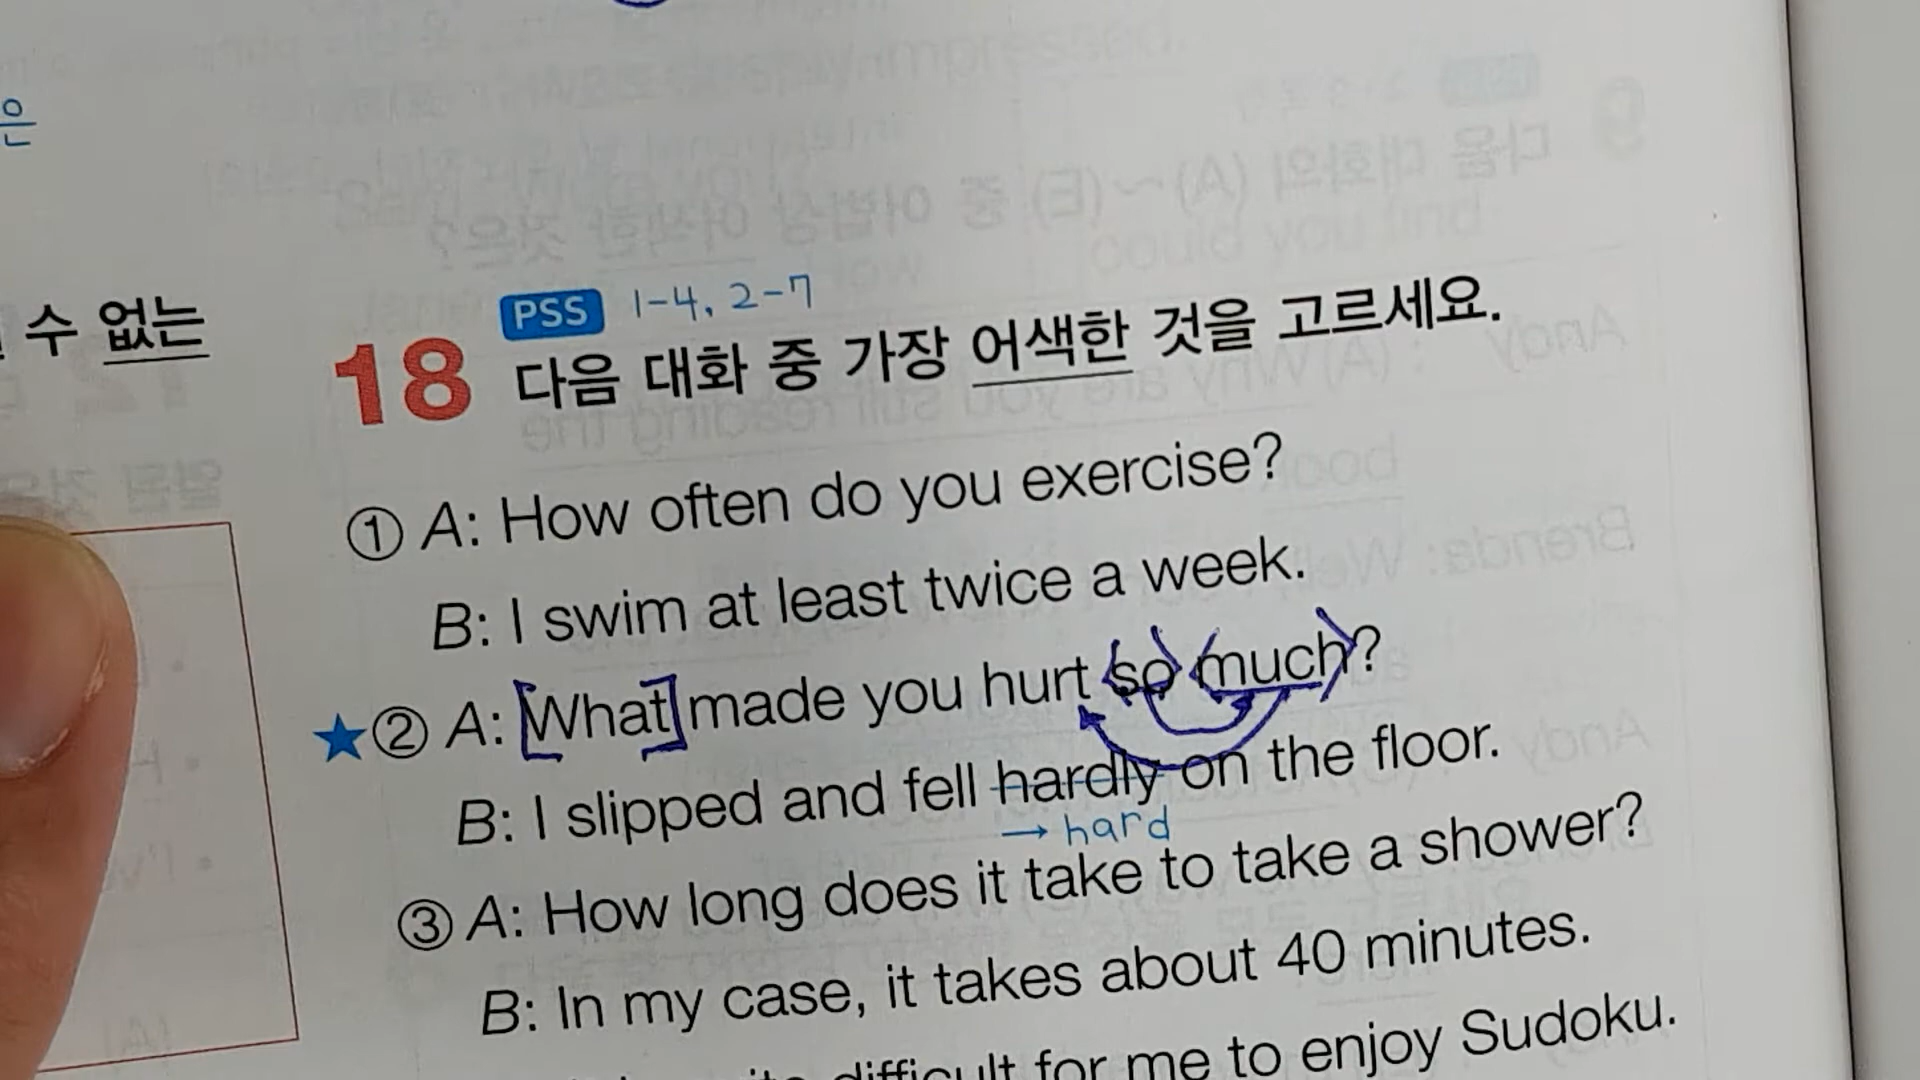 은
수 없는
PSS 1-4, 2-7
18 다음 대화 중 가장 어색한 것을 고르세요.
① A: How often do you exercise?
B: I swim at least twice a week.
★② A: [What] made you hurt <so> <much>?
B: I slipped and fell hardly on the floor.
→ hard
③ A: How long does it take to take a shower?
B: In my case, it takes about 40 minutes.
difficult for me to enjoy Sudoku.